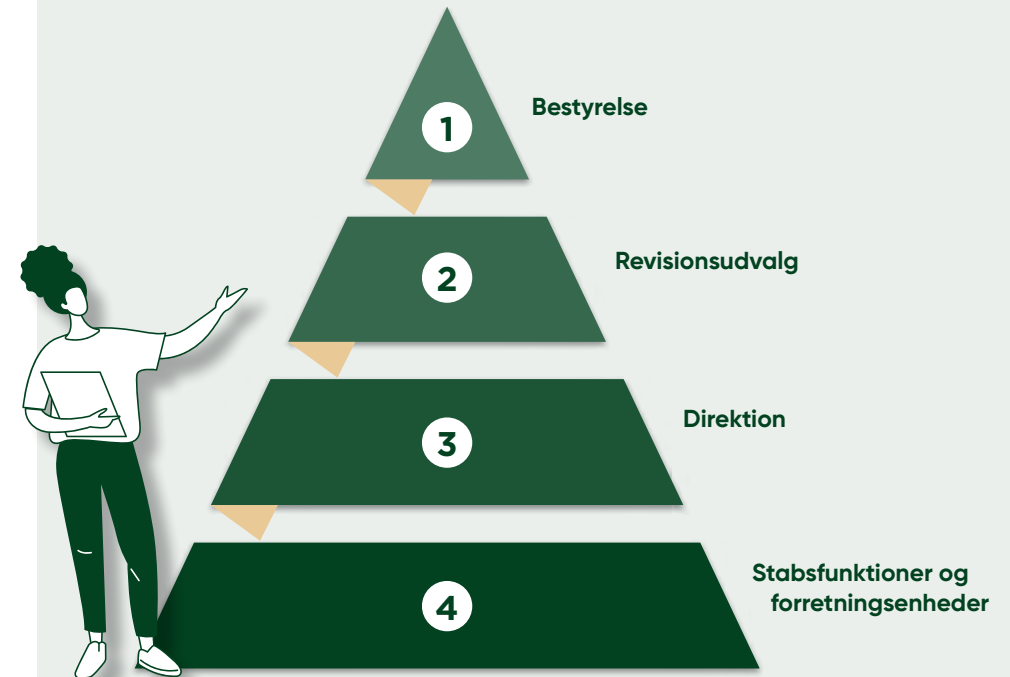 1
Bestyrelse
2
Revisionsudvalg
3
Direktion
4
Stabsfunktioner og
forretningsenheder